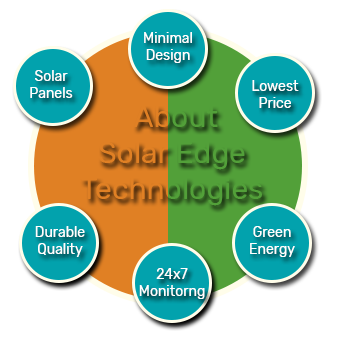 Minimal
Design
Solar
Panels
Lowest
Price
About
Solar Edge
Technologies
Durable
Quality
Green
Energy
24x7
Monitorng